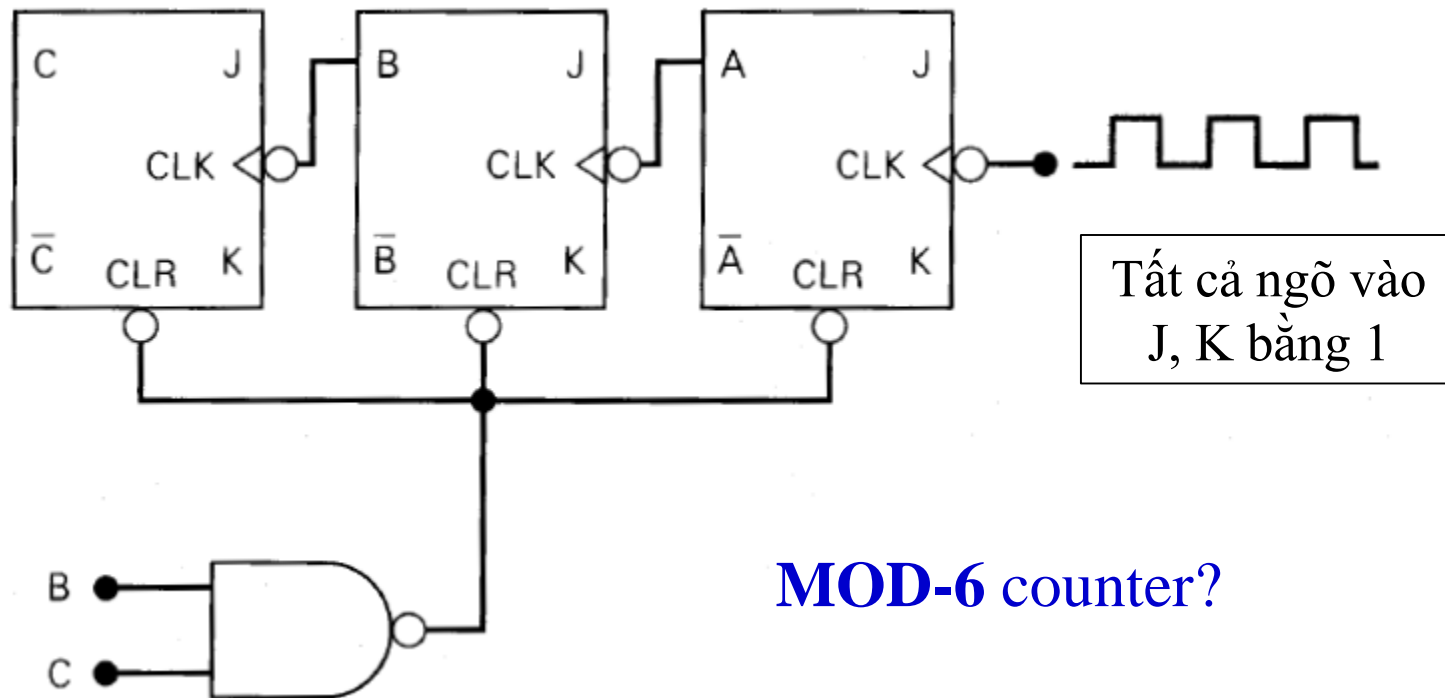 C J B J A J
CLK CLK CLK
C̅ CLR K B̅ CLR K A̅ CLR K
Tất cả ngõ vào
J, K bằng 1
B
MOD-6 counter?
C